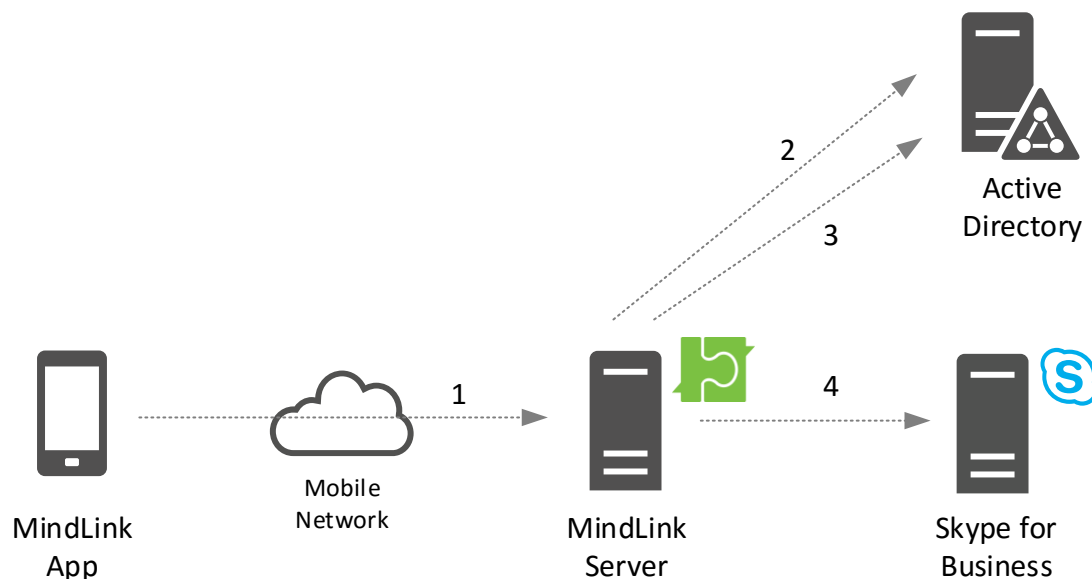 2
3
Active
Directory
1
4
S
Mobile
Network
MindLink
App
MindLink
Server
Skype for
Business